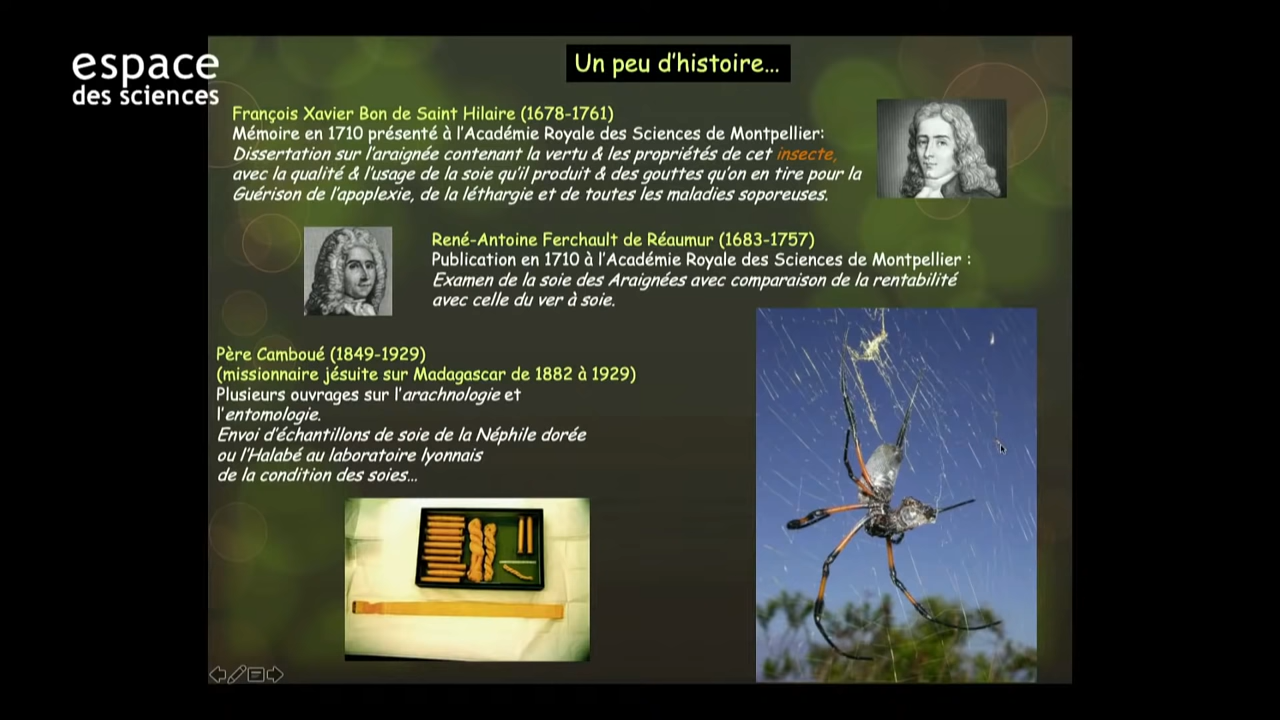 espace
des sciences
Un peu d'histoire...
François Xavier Bon de Saint Hilaire (1678-1761)
Mémoire en 1710 présenté à l'Académie Royale des Sciences de Montpellier:
Dissertation sur l'araignée contenant la vertu & les propriétés de cet insecte,
avec la qualité & l'usage de la soie qu'il produit & des gouttes qu'on en tire pour la
Guérison de l'apoplexie, de la léthargie et de toutes les maladies soporeuses.
René-Antoine Ferchault de Réaumur (1683-1757)
Publication en 1710 à l'Académie Royale des Sciences de Montpellier :
Examen de la soie des Araignées avec comparaison de la rentabilité
avec celle du ver à soie.
Père Camboué (1849-1929)
(missionnaire jésuite sur Madagascar de 1882 à 1929)
Plusieurs ouvrages sur l'arachnologie et
l'entomologie.
Envoi d'échantillons de soie de la Néphile dorée
ou l'Halabé au laboratoire lyonnais
de la condition des soies...